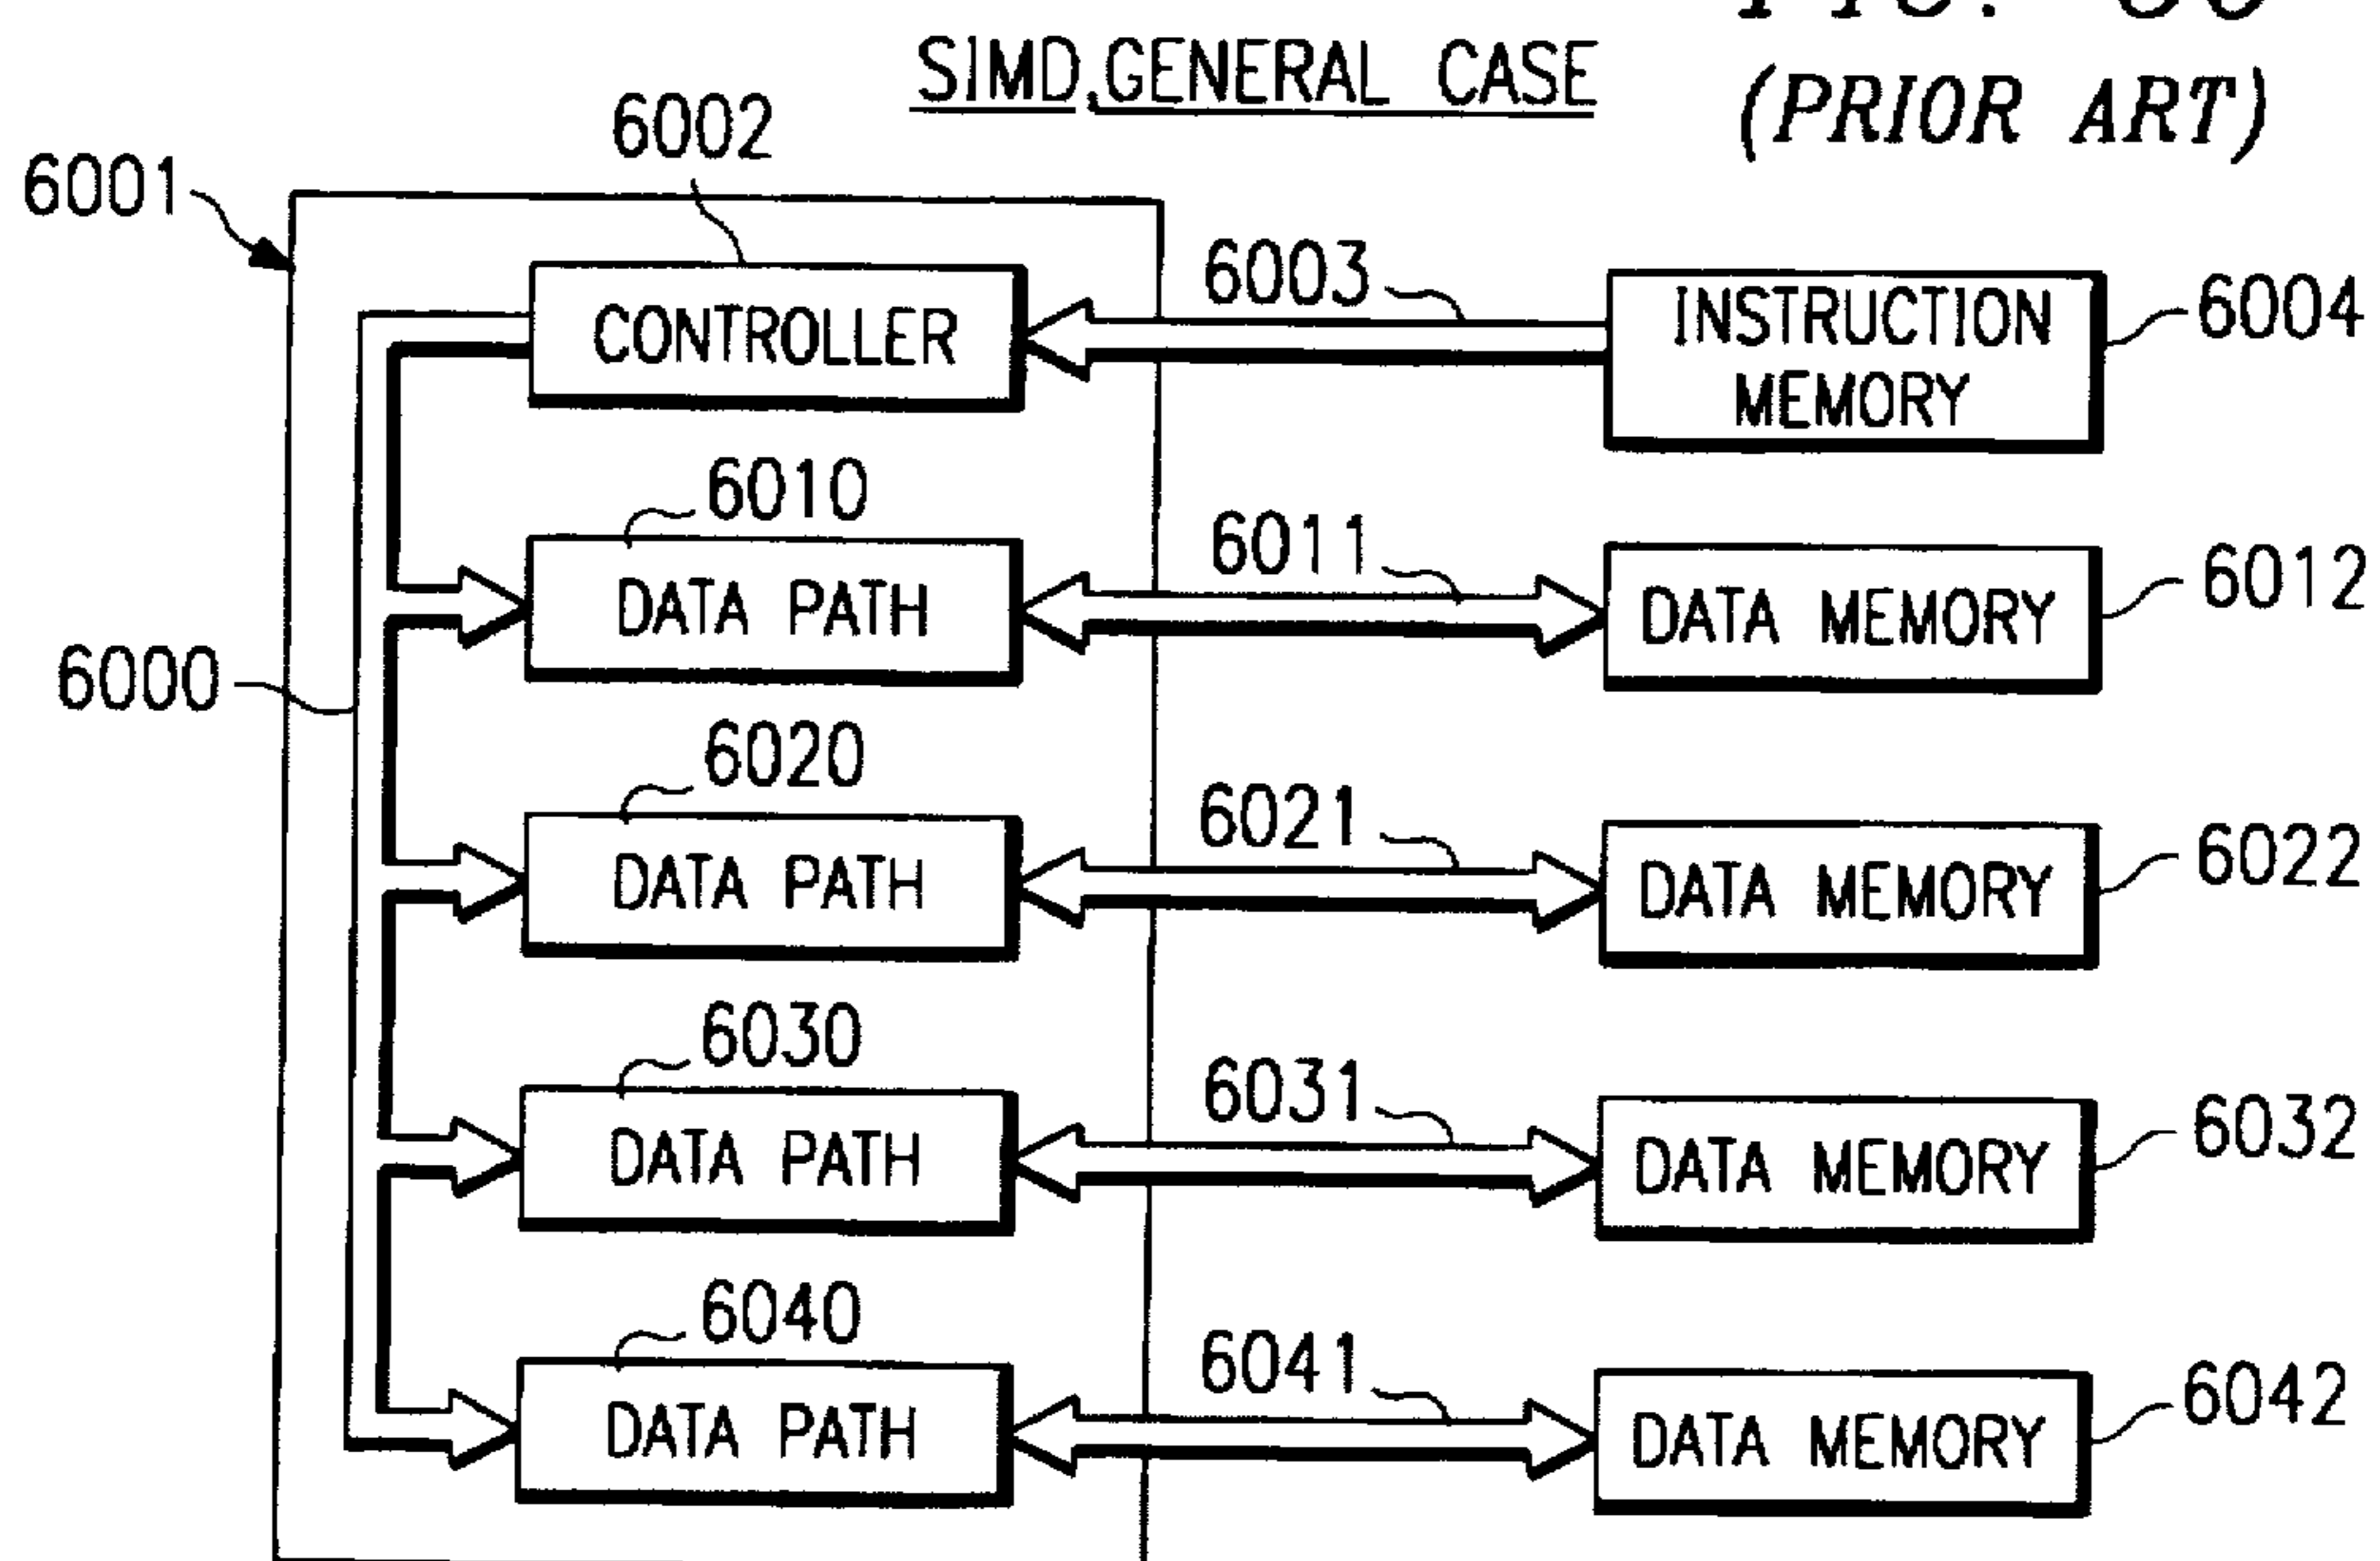 SIMD, GENERAL CASE
(PRIOR ART)
6001
6002
CONTROLLER
6003
INSTRUCTION
MEMORY
6004
6010
DATA PATH
6011
DATA MEMORY
6012
6000
6020
DATA PATH
6021
DATA MEMORY
6022
6030
DATA PATH
6031
DATA MEMORY
6032
6040
DATA PATH
6041
DATA MEMORY
6042